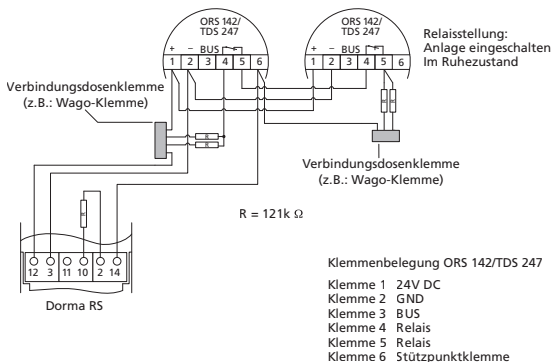 ORS 142/
TDS 247
+ – BUS
1 2 3 4 5 6
ORS 142/
TDS 247
+ – BUS
1 2 3 4 5 6
Relaisstellung:
Anlage eingeschalten
Im Ruhezustand
Verbindungsdosenklemme
(z.B.: Wago-Klemme)
R
R
R
R
Verbindungsdosenklemme
(z.B.: Wago-Klemme)
R = 121k Ω
R
12 3 11 10 2 14
Dorma RS
Klemmenbelegung ORS 142/TDS 247
Klemme 1 24V DC
Klemme 2 GND
Klemme 3 BUS
Klemme 4 Relais
Klemme 5 Relais
Klemme 6 Stützpunktklemme